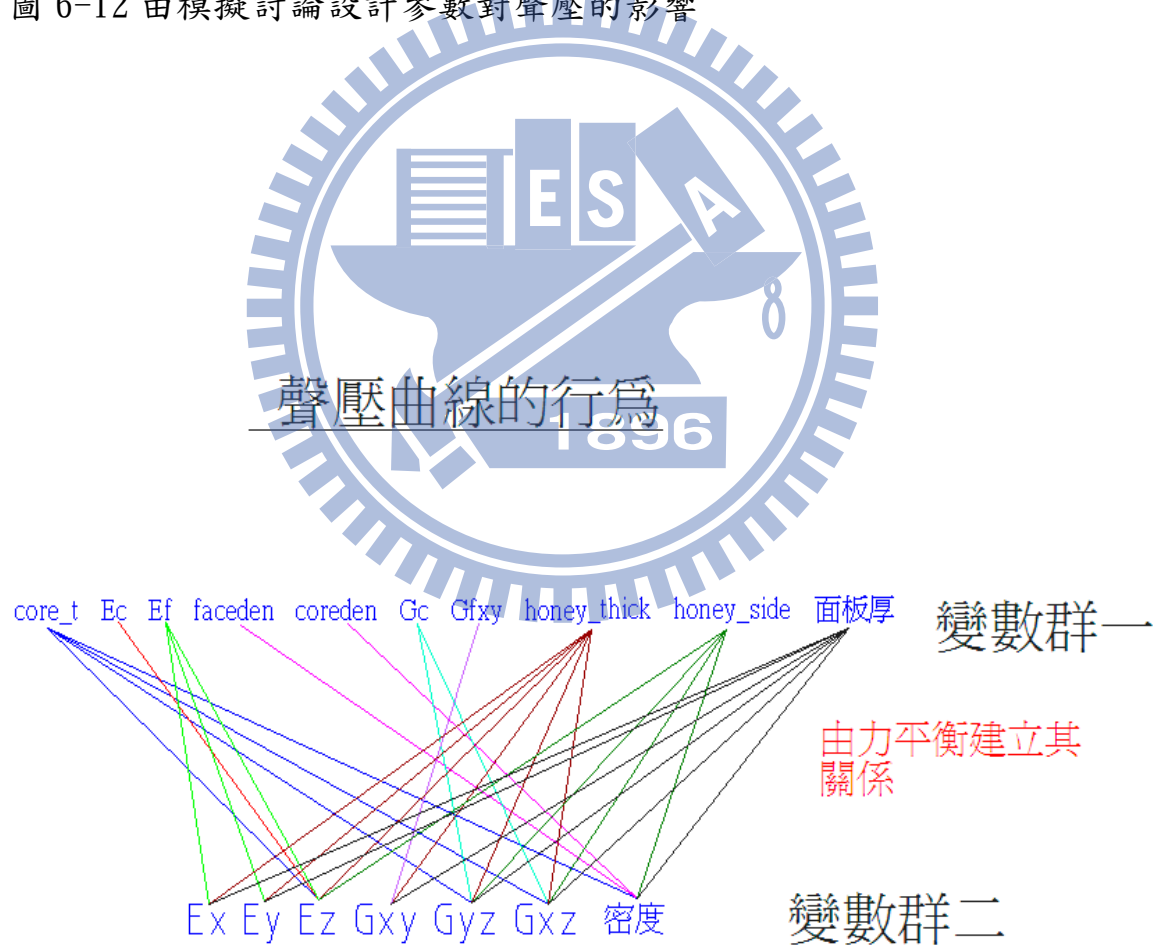 圖 6-12 由模擬討論設計參數對聲壓的影響
E S A
8
1896
聲壓曲線的行為
core_t Ec Ef faceden coreden Gc Gfxy honey_thick honey_side 面板厚 變數群一
由力平衡建立其
關係
Ex Ey Ez Gxy Gyz Gxz 密度 變數群二